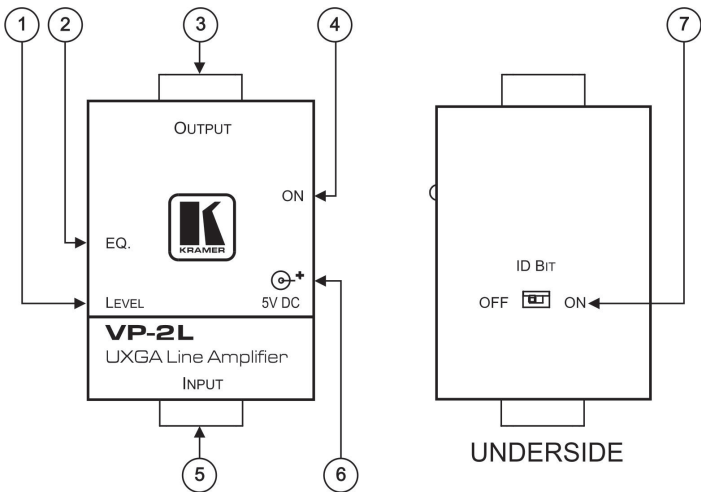 1 2 3 4 7
OUTPUT
ON
KRAMER
EQ.
+
LEVEL 5V DC
VP-2L
UXGA Line Amplifier
INPUT
5 6
ID BIT
OFF ON
UNDERSIDE